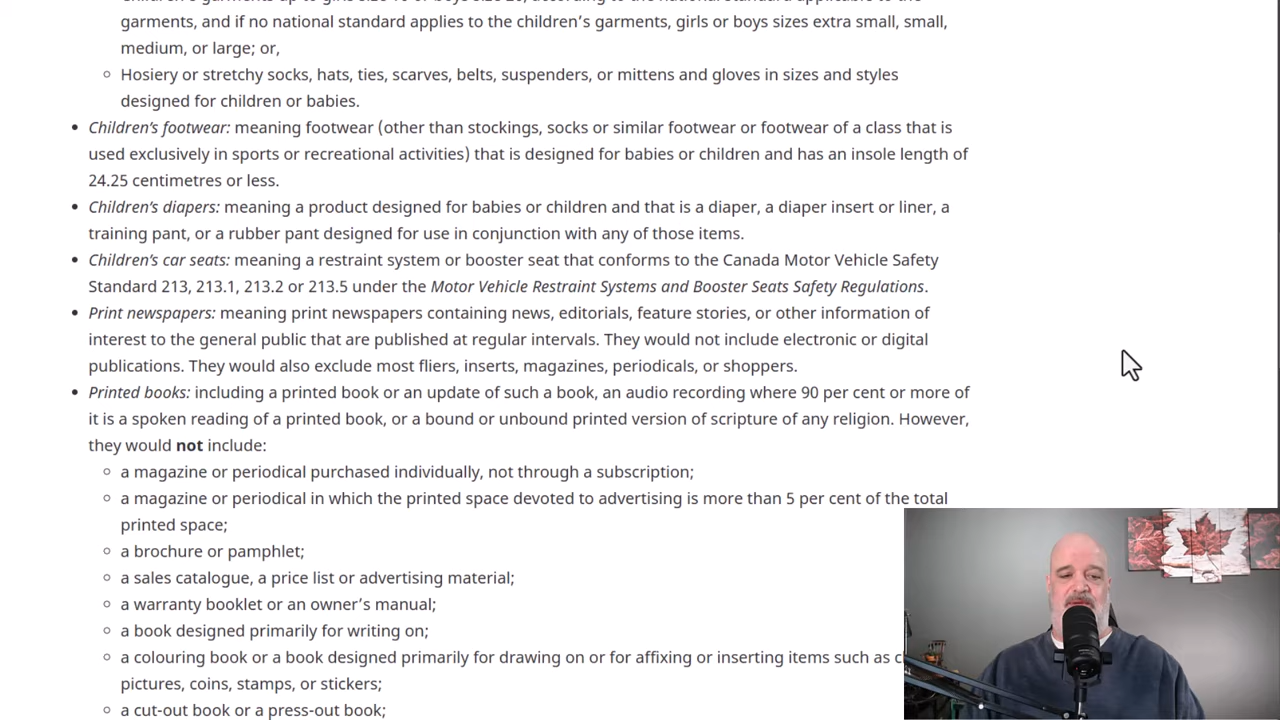 garments, and if no national standard applies to the children's garments, girls or boys sizes extra small, small,
medium, or large; or,
Hosiery or stretchy socks, hats, ties, scarves, belts, suspenders, or mittens and gloves in sizes and styles
designed for children or babies.
Children's footwear: meaning footwear (other than stockings, socks or similar footwear or footwear of a class that is
used exclusively in sports or recreational activities) that is designed for babies or children and has an insole length of
24.25 centimetres or less.
Children's diapers: meaning a product designed for babies or children and that is a diaper, a diaper insert or liner, a
training pant, or a rubber pant designed for use in conjunction with any of those items.
Children's car seats: meaning a restraint system or booster seat that conforms to the Canada Motor Vehicle Safety
Standard 213, 213.1, 213.2 or 213.5 under the Motor Vehicle Restraint Systems and Booster Seats Safety Regulations.
Print newspapers: meaning print newspapers containing news, editorials, feature stories, or other information of
interest to the general public that are published at regular intervals. They would not include electronic or digital
publications. They would also exclude most fliers, inserts, magazines, periodicals, or shoppers.
Printed books: including a printed book or an update of such a book, an audio recording where 90 per cent or more of
it is a spoken reading of a printed book, or a bound or unbound printed version of scripture of any religion. However,
they would not include:
a magazine or periodical purchased individually, not through a subscription;
a magazine or periodical in which the printed space devoted to advertising is more than 5 per cent of the total
printed space;
a brochure or pamphlet;
a sales catalogue, a price list or advertising material;
a warranty booklet or an owner's manual;
a book designed primarily for writing on;
a colouring book or a book designed primarily for drawing on or for affixing or inserting items such as
pictures, coins, stamps, or stickers;
a cut-out book or a press-out book;